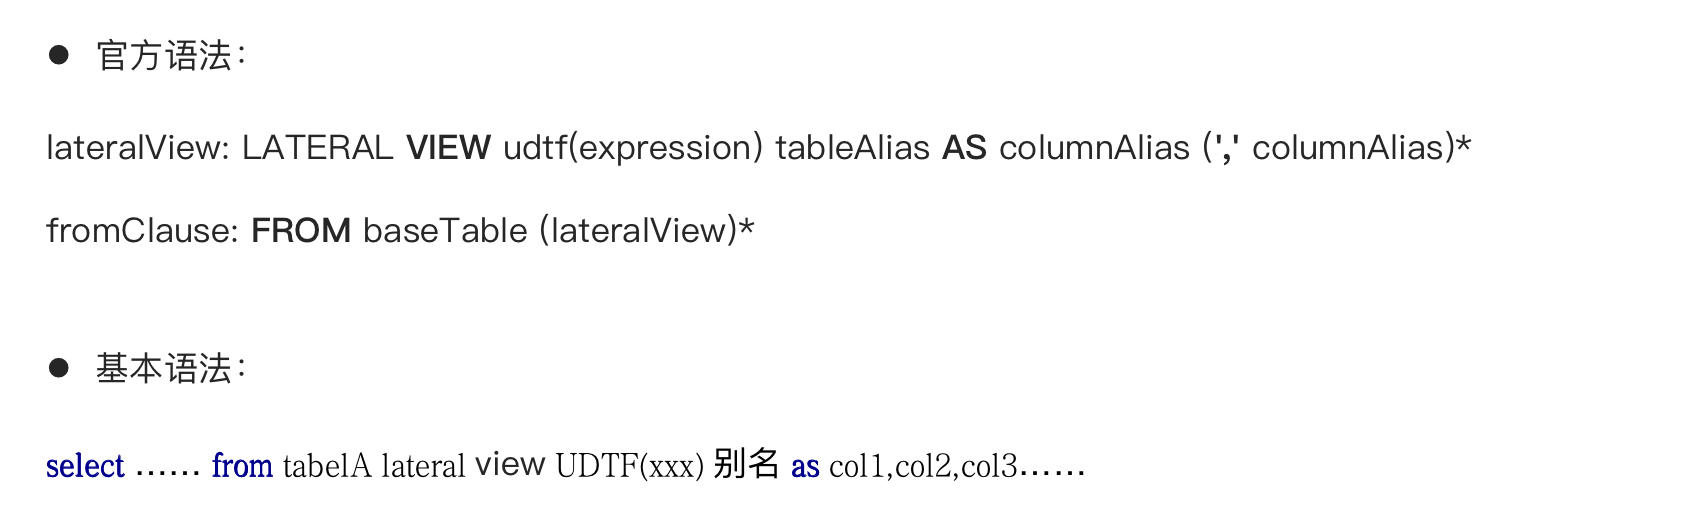 ● 官方语法：
lateralView: LATERAL VIEW udtf(expression) tableAlias AS columnAlias (',' columnAlias)*
fromClause: FROM baseTable (lateralView)*
● 基本语法：
select …… from tabelA lateral view UDTF(xxx) 别名 as col1,col2,col3……